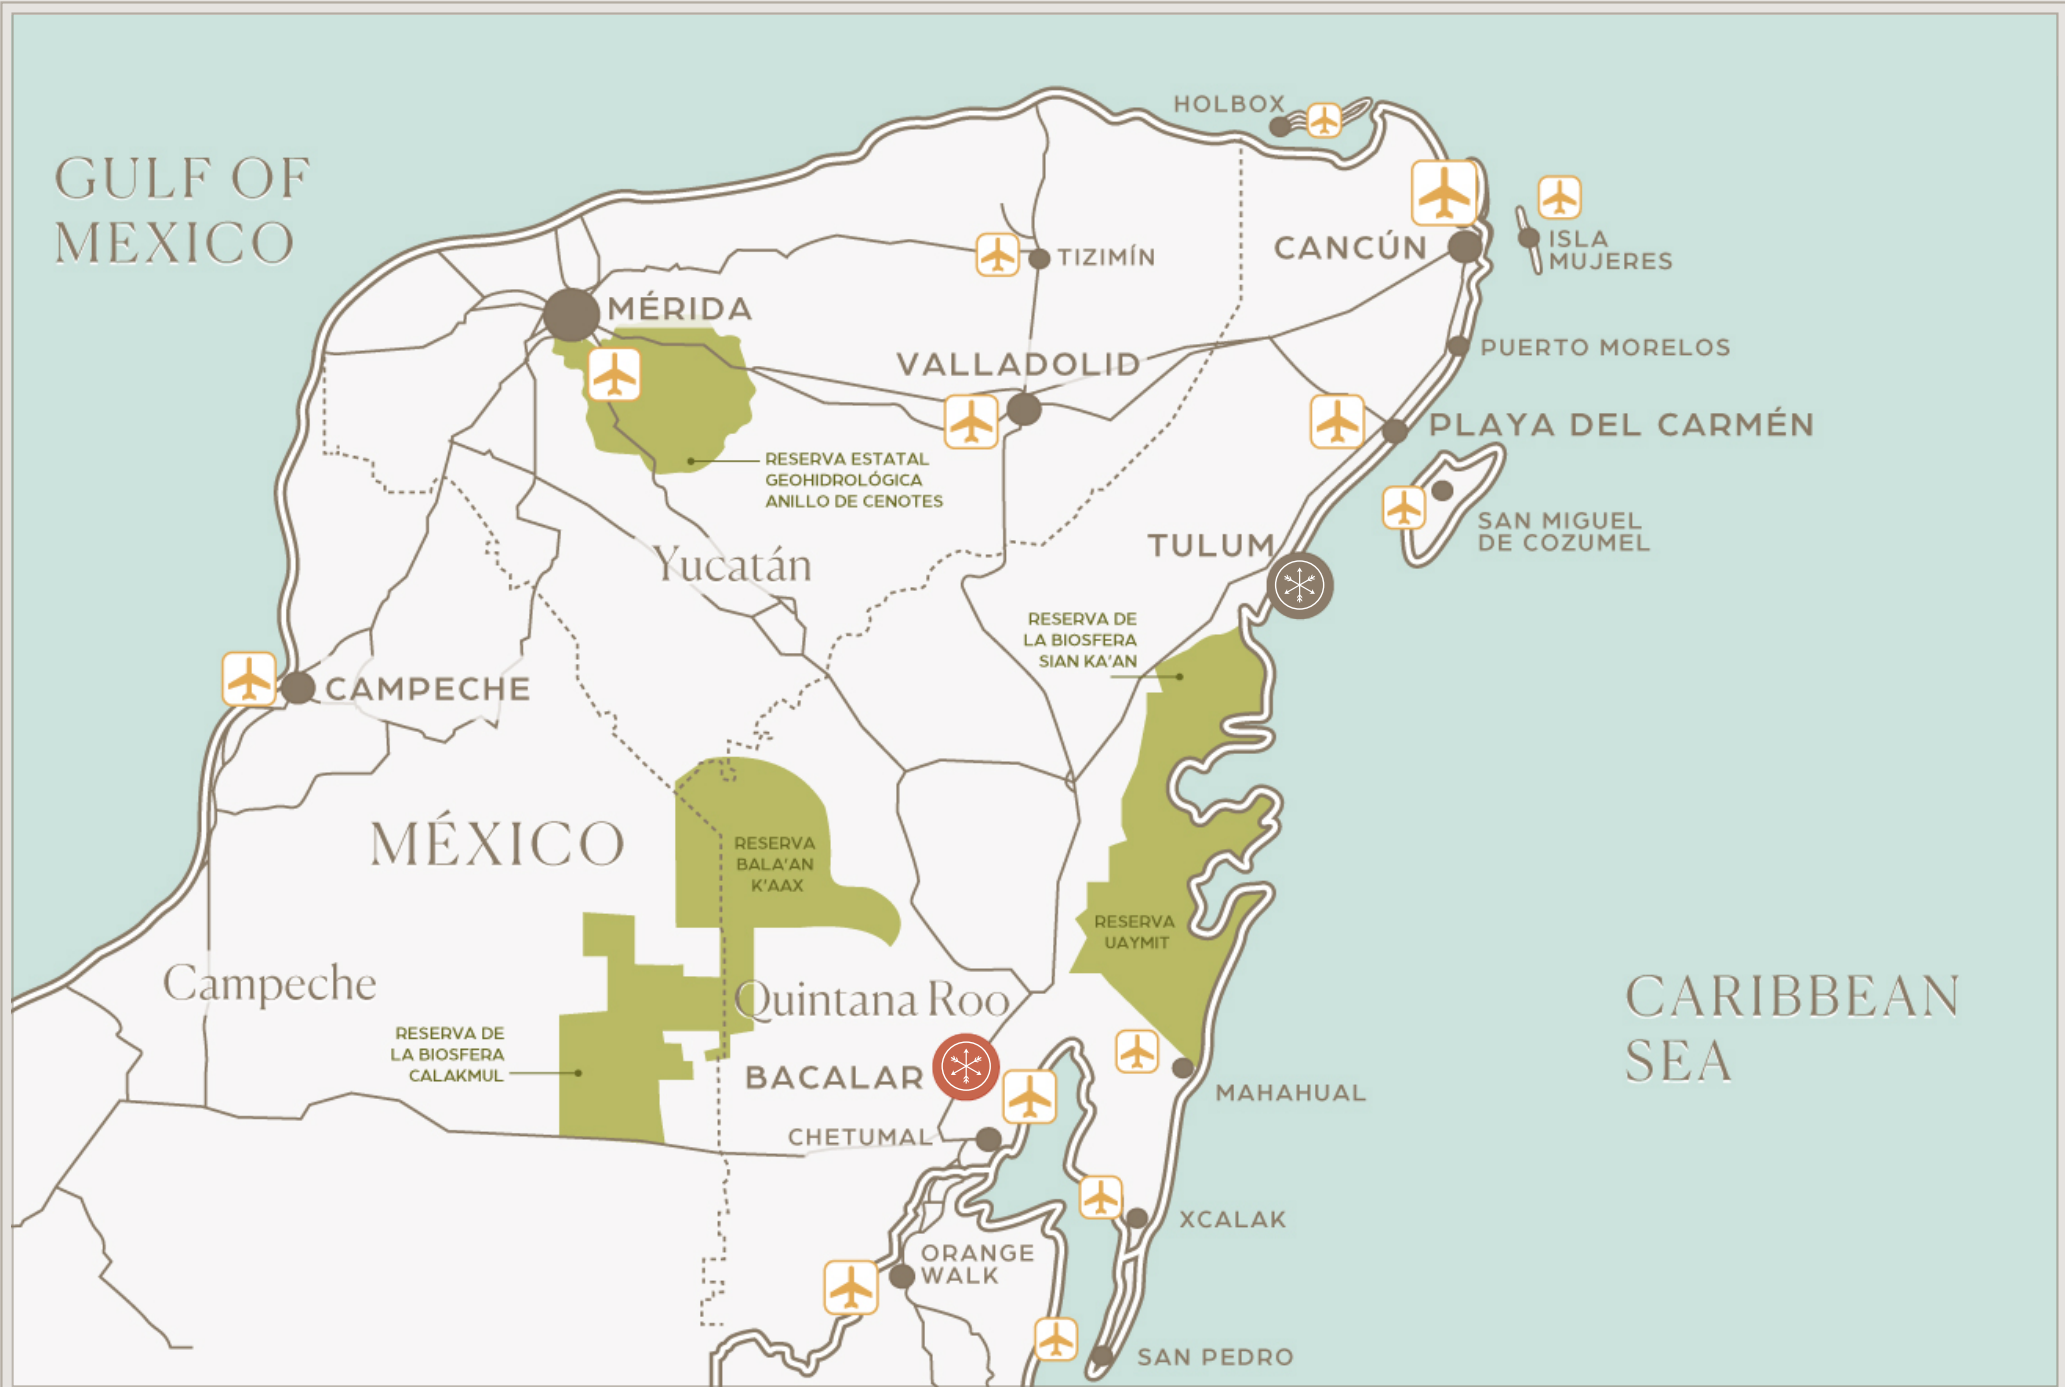 HOLBOX
GULF OF
MEXICO
CANCÚN
ISLA
MUJERES
TIZIMÍN
MÉRIDA
VALLADOLID
PUERTO MORELOS
PLAYA DEL CARMÉN
RESERVA ESTATAL
GEOHIDROLÓGICA
ANILLO DE CENOTES
SAN MIGUEL
DE COZUMEL
TULUM
Yucatán
RESERVA DE
LA BIOSFERA
SIAN KA'AN
CAMPECHE
MÉXICO
RESERVA
BALA'AN
K'AAX
RESERVA
UAYMIT
Campeche
Quintana Roo
CARIBBEAN
SEA
RESERVA DE
LA BIOSFERA
CALAKMUL
BACALAR
MAHAHUAL
CHETUMAL
XCALAK
ORANGE
WALK
SAN PEDRO